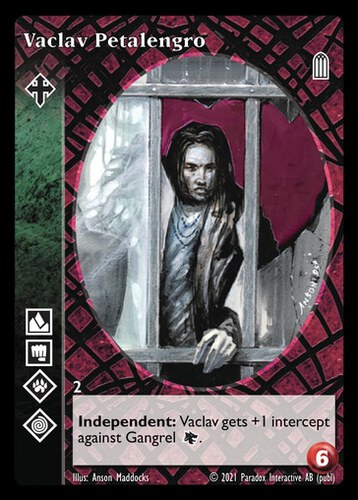 Vaclav Petalengro
2
Independent: Vaclav gets +1 intercept
against Gangrel .
6
Illus: Anson Maddocks © 2021 Paradox Interactive AB (publ)